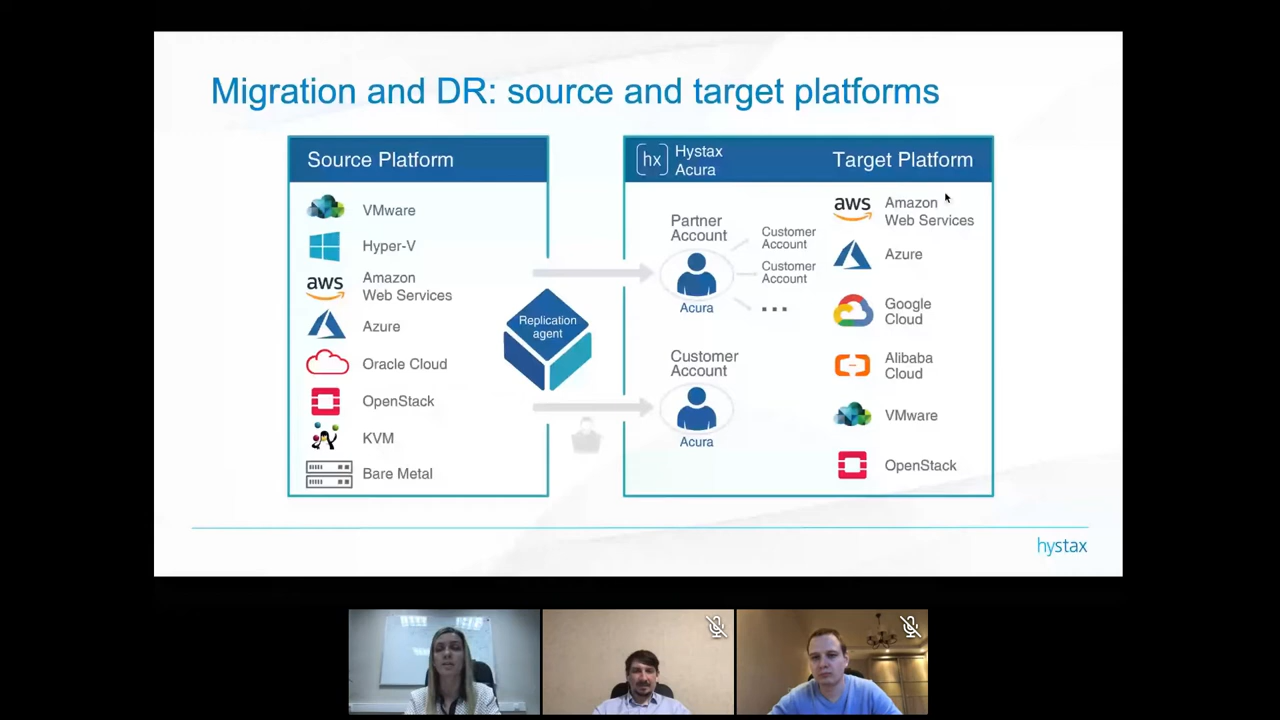 Migration and DR: source and target platforms
Source Platform
VMware
Hyper-V
aws
Amazon
Web Services
Azure
Oracle Cloud
OpenStack
KVM
Bare Metal
Replication
agent
hx
Hystax
Acura
Target Platform
Partner
Account
Acura
Customer
Account
Customer
Account
...
Customer
Account
Acura
aws
Amazon
Web Services
Azure
Google
Cloud
Alibaba
Cloud
VMware
OpenStack
hystax